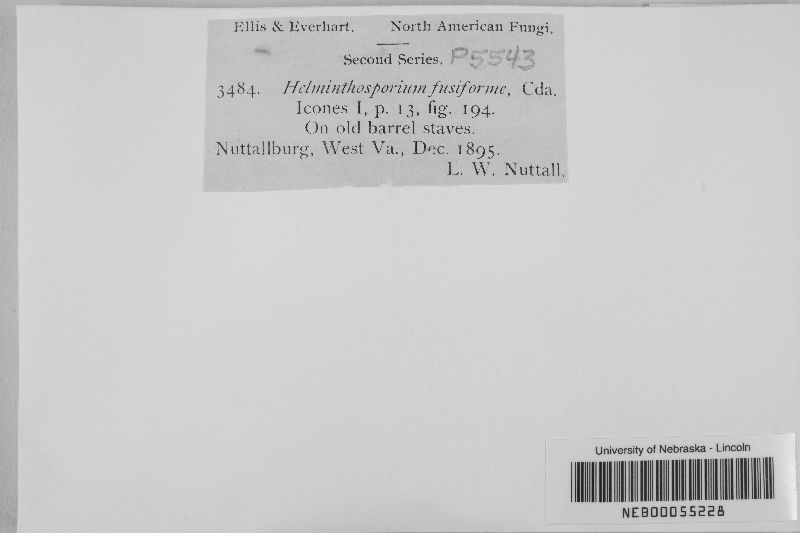 Ellis & Everhart. North American Fungi.
Second Series. P5543
3484. Helminthosporium fusiforme, Cda.
Icones I, p. 13, fig. 194.
On old barrel staves.
Nuttallburg, West Va., Dec. 1895.
L. W. Nuttall.
University of Nebraska - Lincoln
NEB00055228